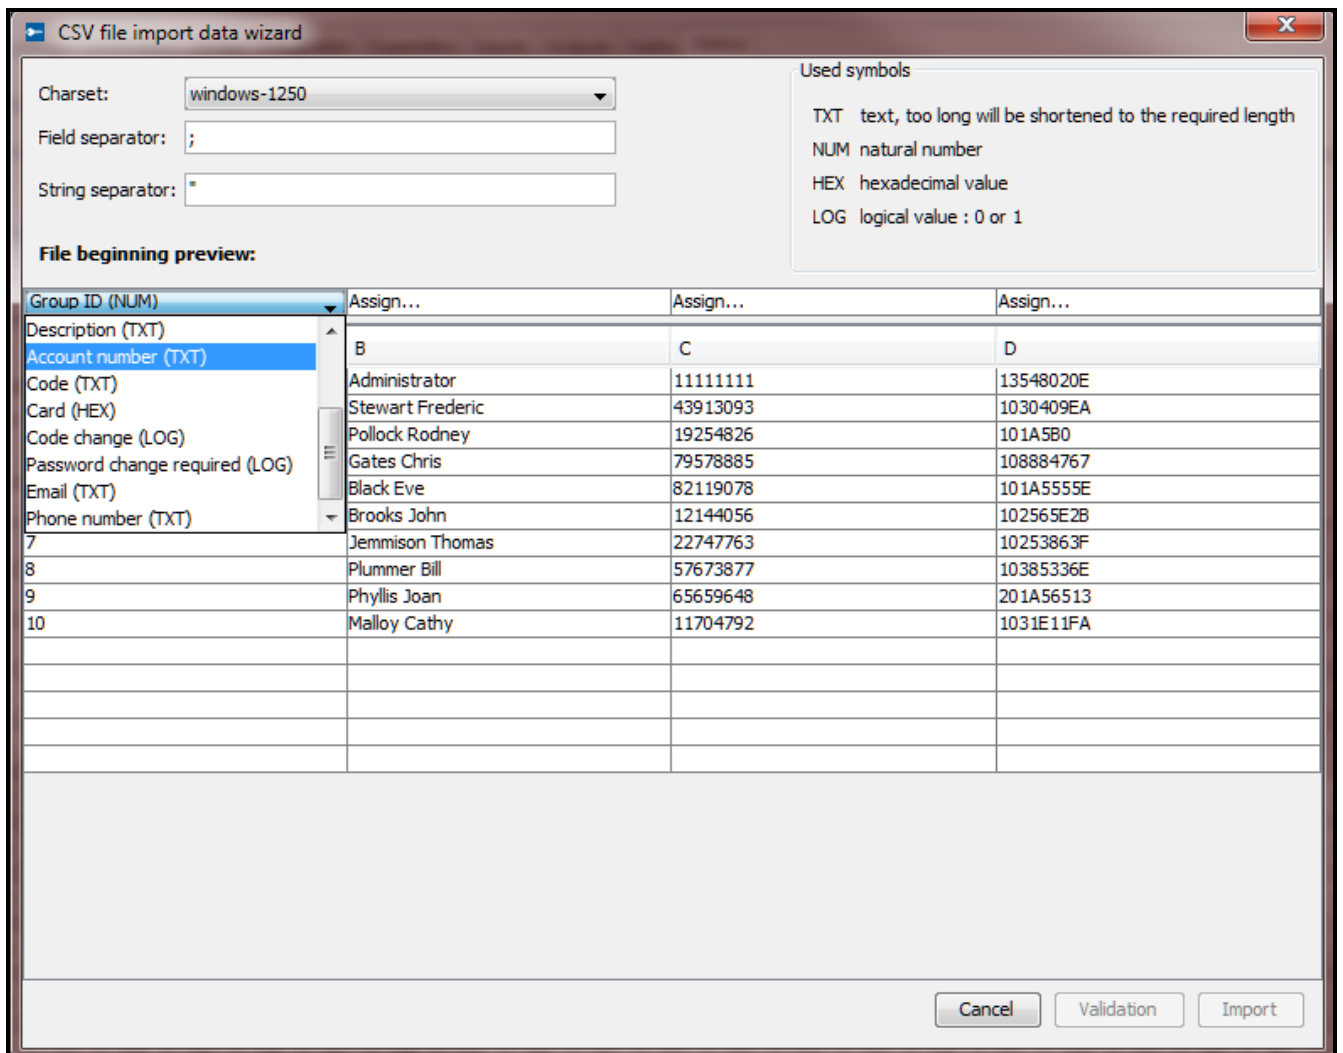 CSV file import data wizard
Used symbols
Charset: windows-1250
TXT text, too long will be shortened to the required length
Field separator: ;
NUM natural number
String separator: "
HEX hexadecimal value
LOG logical value : 0 or 1
File beginning preview:
Group ID (NUM) Assign... Assign... Assign...
Description (TXT)
Account number (TXT) B C D
Code (TXT) Administrator 11111111 13548020E
Card (HEX) Stewart Frederic 43913093 1030409EA
Code change (LOG) Pollock Rodney 19254826 101A5B0
Password change required (LOG) Gates Chris 79578885 108884767
Email (TXT) Black Eve 82119078 101A5555E
Phone number (TXT) Brooks John 12144056 102565E2B
7 Jemmison Thomas 22747763 10253863F
8 Plummer Bill 57673877 10385336E
9 Phyllis Joan 65659648 201A56513
10 Malloy Cathy 11704792 1031E11FA
Cancel Validation Import